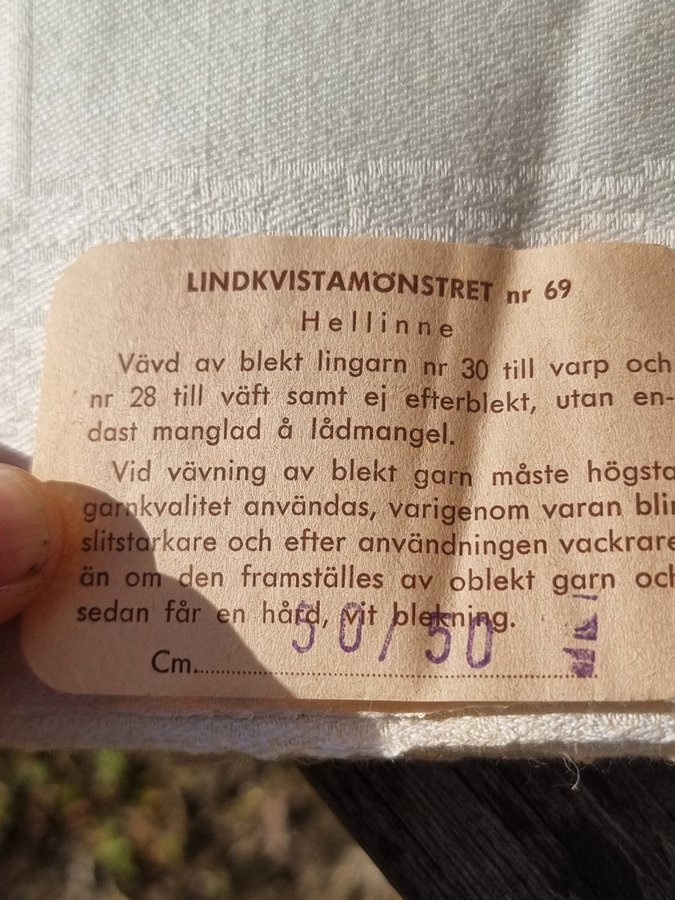 LINDKVISTAMÖNSTRET nr 69
Hellinne
Vävd av blekt lingarn nr 30 till varp och
nr 28 till väft samt ej efterblekt, utan en-
dast manglad å lådmangel.
Vid vävning av blekt garn måste högsta
garnkvalitet användas, varigenom varan blir
slitstarkare och efter användningen vackrare
än om den framställes av oblekt garn och
sedan får en hård, vit blekning.
Cm. 50/50